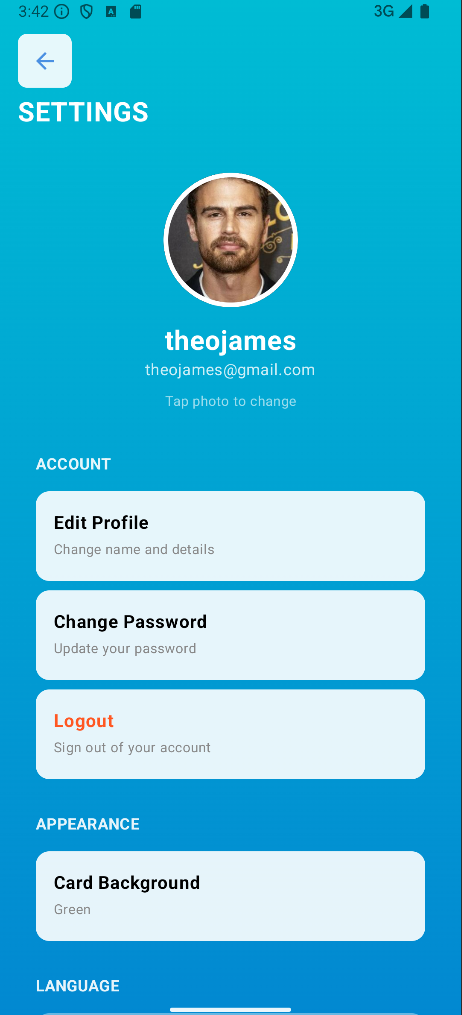 3:42
3G
SETTINGS
theojames
theojames@gmail.com
Tap photo to change
ACCOUNT
Edit Profile
Change name and details
Change Password
Update your password
Logout
Sign out of your account
APPEARANCE
Card Background
Green
LANGUAGE